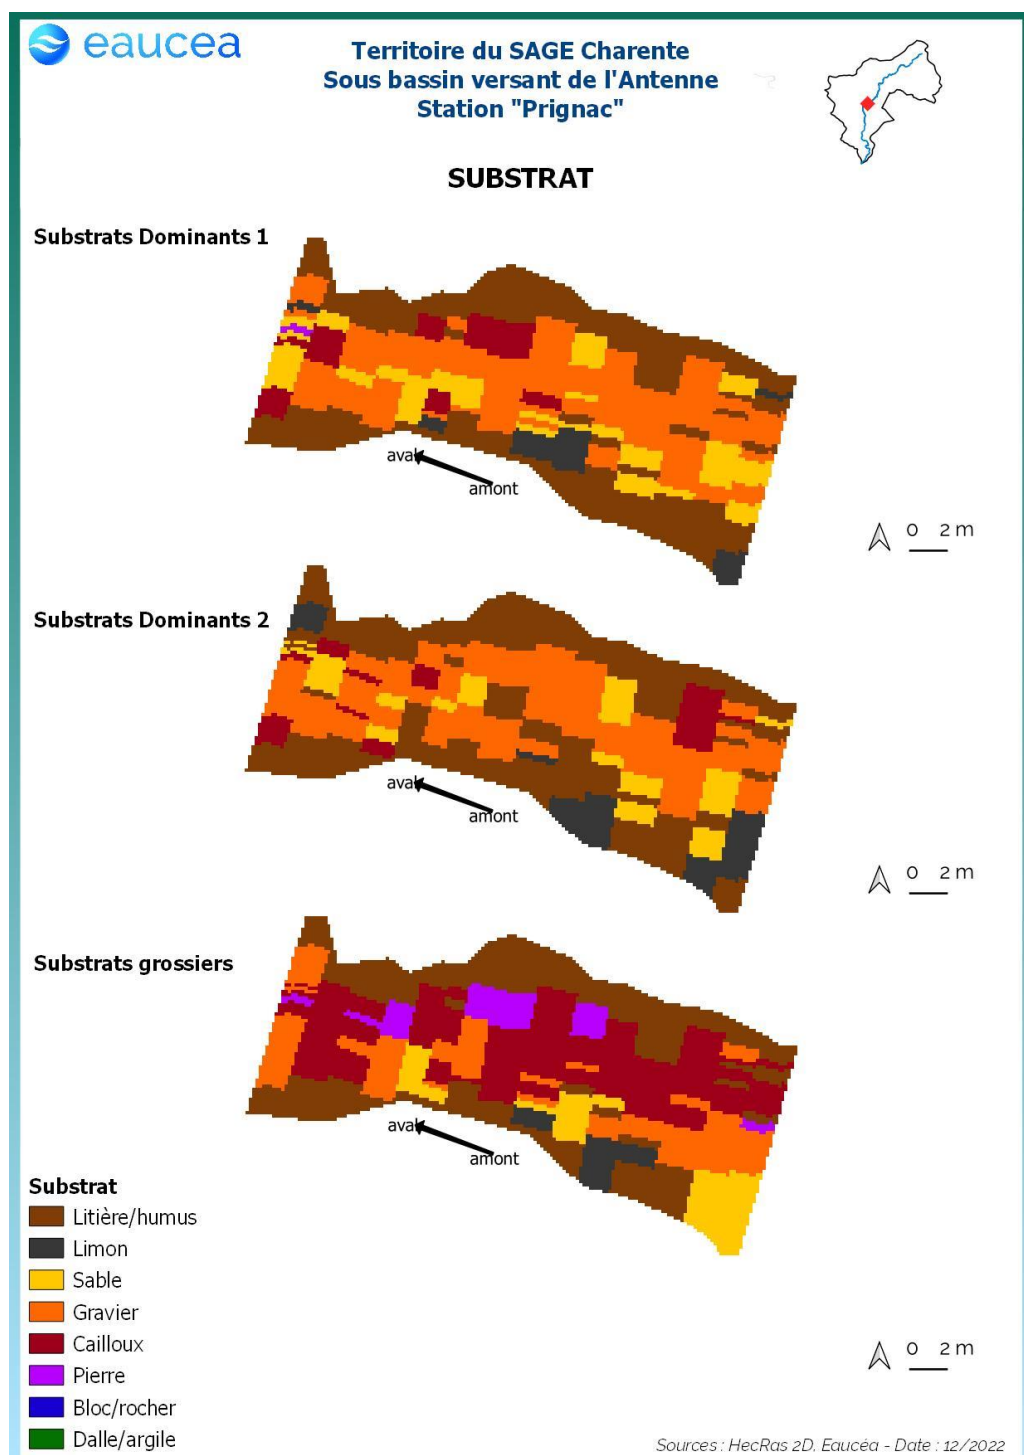 eaucea
Territoire du SAGE Charente
Sous bassin versant de l'Antenne
Station "Prignac"
SUBSTRAT
Substrats Dominants 1
aval
amont
0 2 m
Substrats Dominants 2
aval
amont
0 2 m
Substrats grossiers
aval
amont
Substrat
Litière/humus
Limon
Sable
Gravier
Cailloux
Pierre
Bloc/rocher
Dalle/argile
0 2 m
Sources : HecRas 2D, Eaucéa - Date : 12/2022